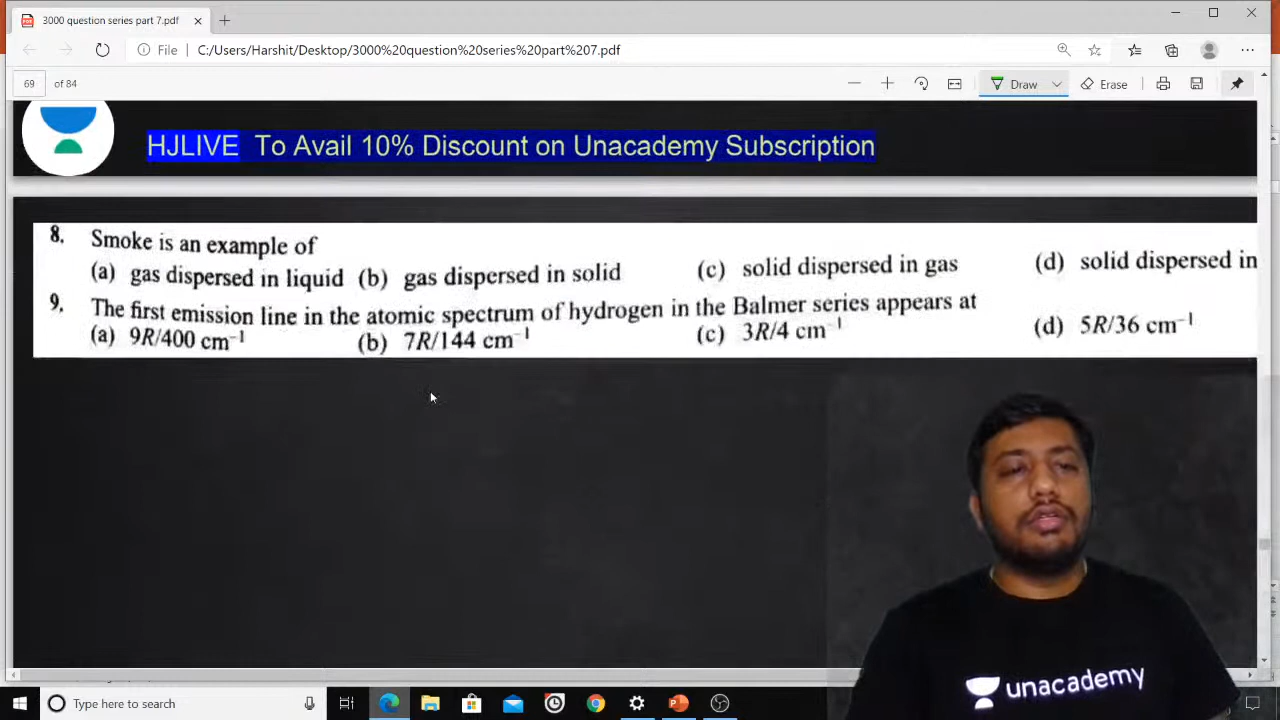 3000 question series part 7.pdf
File C:/Users/Harshit/Desktop/3000%20question%20series%20part%207.pdf
69 of 84 Draw Erase
HJLIVE To Avail 10% Discount on Unacademy Subscription
8. Smoke is an example of
(a) gas dispersed in liquid (b) gas dispersed in solid (c) solid dispersed in gas (d) solid dispersed in
9. The first emission line in the atomic spectrum of hydrogen in the Balmer series appears at
(a) 9R/400 cm⁻¹ (b) 7R/144 cm⁻¹ (c) 3R/4 cm⁻¹ (d) 5R/36 cm⁻¹
unacademy
Type here to search